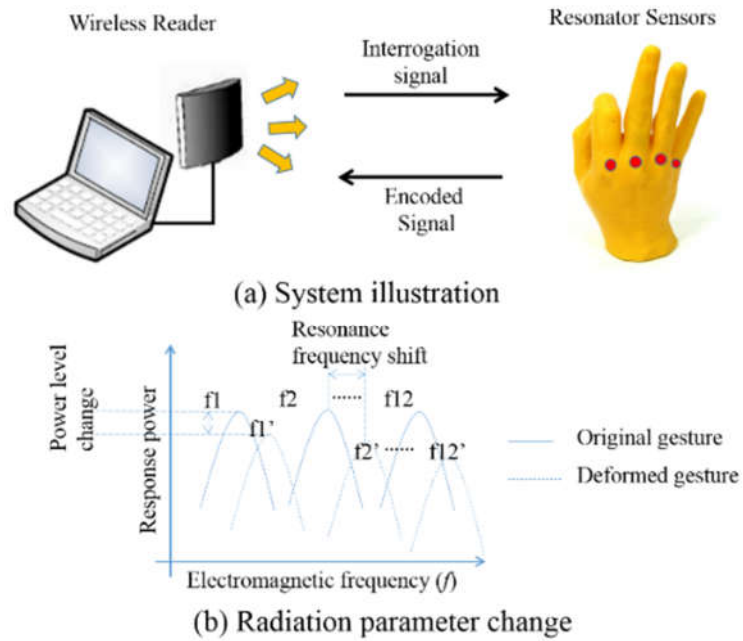 Wireless Reader
Resonator Sensors
Interrogation
signal
Encoded
Signal
(a) System illustration
Resonance
frequency shift
Power level
change
Response power
f1
f2
......
f12
f1'
f2'
......
f12'
Original gesture
Deformed gesture
Electromagnetic frequency (f)
(b) Radiation parameter change